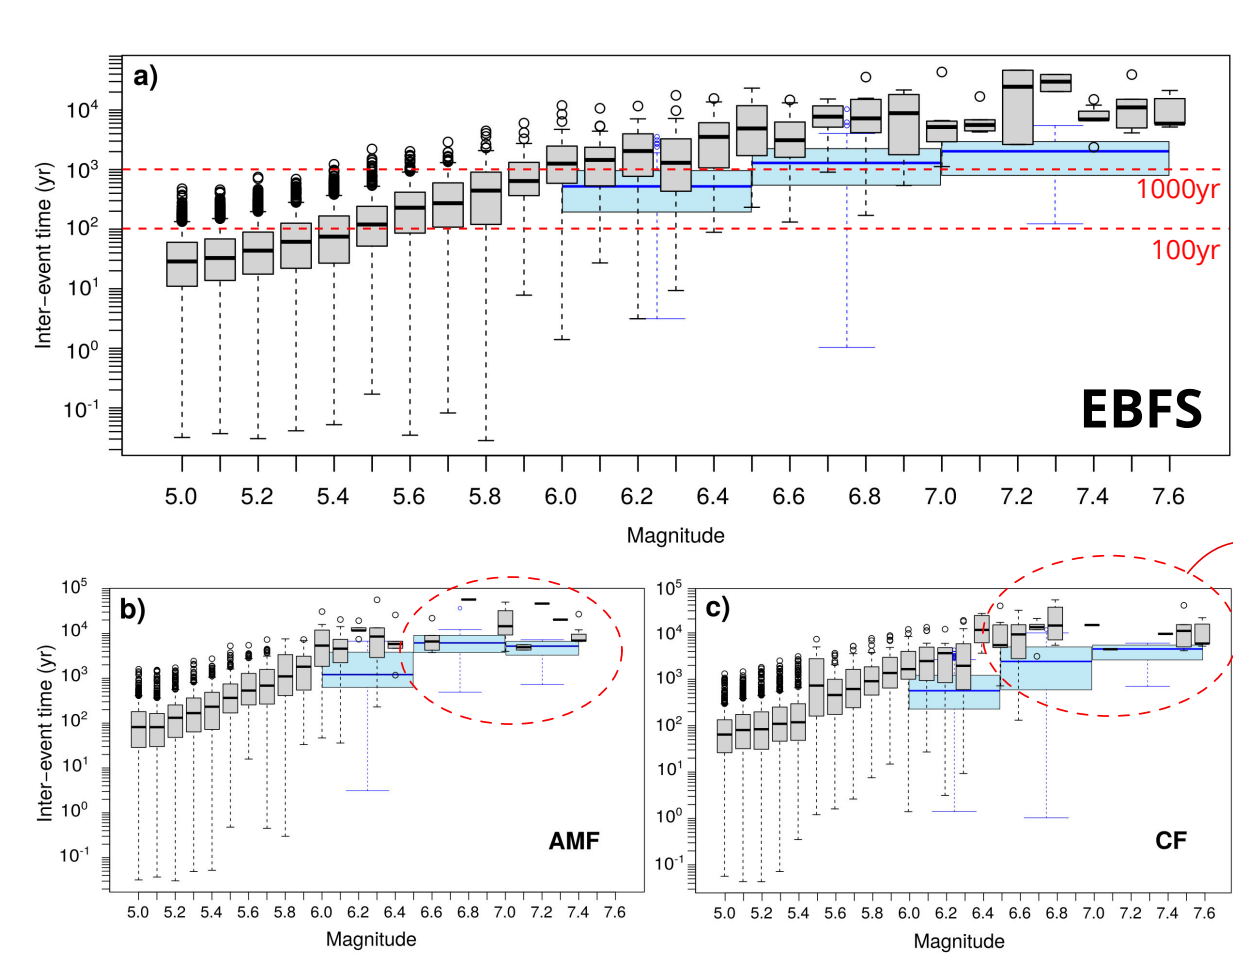 a)
Inter−event time (yr)
10^4
10^3
10^2
10^1
10^0
10^-1
1000yr
100yr
EBFS
5.0 5.2 5.4 5.6 5.8 6.0 6.2 6.4 6.6 6.8 7.0 7.2 7.4 7.6
Magnitude
b)
Inter−event time (yr)
10^5
10^4
10^3
10^2
10^1
10^0
10^-1
AMF
5.0 5.2 5.4 5.6 5.8 6.0 6.2 6.4 6.6 6.8 7.0 7.2 7.4 7.6
Magnitude
c)
10^5
10^4
10^3
10^2
10^1
10^0
10^-1
CF
5.0 5.2 5.4 5.6 5.8 6.0 6.2 6.4 6.6 6.8 7.0 7.2 7.4 7.6
Magnitude